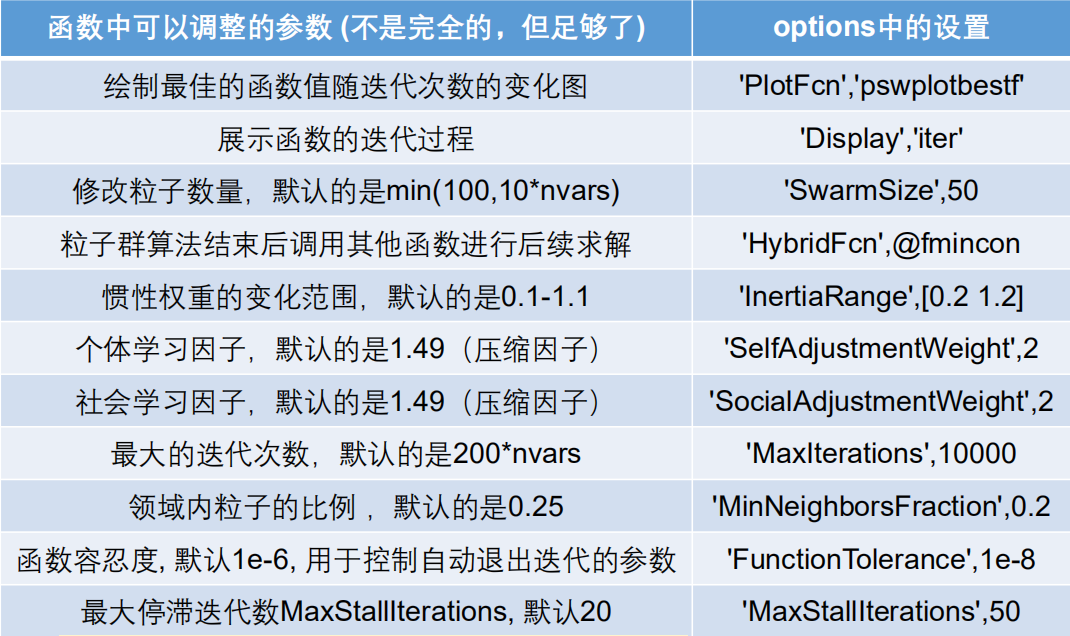 函数中可以调整的参数 (不是完全的，但足够了)
options中的设置
绘制最佳的函数值随迭代次数的变化图
'PlotFcn','pswplotbestf'
展示函数的迭代过程
'Display','iter'
修改粒子数量，默认的是min(100,10*nvars)
'SwarmSize',50
粒子群算法结束后调用其他函数进行后续求解
'HybridFcn',@fmincon
惯性权重的变化范围，默认的是0.1-1.1
'InertiaRange',[0.2 1.2]
个体学习因子，默认的是1.49（压缩因子）
'SelfAdjustmentWeight',2
社会学习因子，默认的是1.49（压缩因子）
'SocialAdjustmentWeight',2
最大的迭代次数，默认的是200*nvars
'MaxIterations',10000
领域内粒子的比例 ，默认的是0.25
'MinNeighborsFraction',0.2
函数容忍度, 默认1e-6, 用于控制自动退出迭代的参数
'FunctionTolerance',1e-8
最大停滞迭代数MaxStallIterations, 默认20
'MaxStallIterations',50